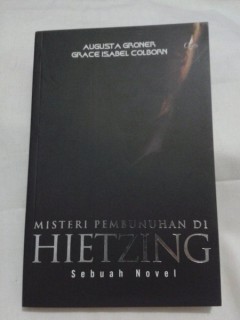 AUGUSTA GRONER
GRACE ISABEL COLBORN
MISTERI PEMBUNUHAN DI
HIETZING
Sebuah Novel